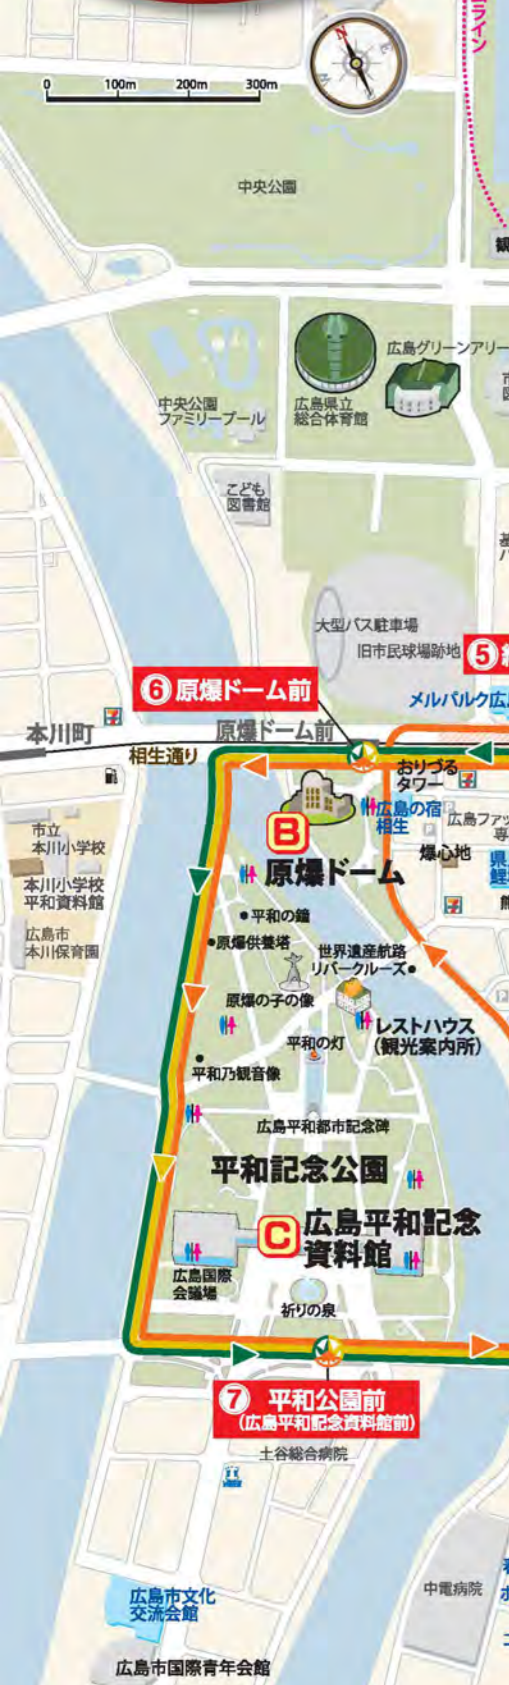 ライン
N
E
W
0 100m 200m 300m
中央公園
観
広島グリーンアリー
中央公園
ファミリープール
広島県立
総合体育館
こども
図書館
大型バス駐車場
旧市民球場跡地
⑤
⑥原爆ドーム前
メルパルク広
本川町
原爆ドーム前
相生通り
おりづる
タワー
広島の宿
相生
広島ファッ
専
市立
本川小学校
B
原爆ドーム
爆心地
県
鯉
本川小学校
平和資料館
平和の鐘
広島市
本川保育園
原爆供養塔
世界遺産航路
リバークルーズ
原爆の子の像
レストハウス
(観光案内所)
平和の灯
平和乃観音像
広島平和都市記念碑
平和記念公園
C
広島平和記念
資料館
広島国際
会議場
祈りの泉
⑦ 平和公園前
(広島平和記念資料館前)
土谷総合病院
中電病院
広島市文化
交流会館
広島市国際青年会館